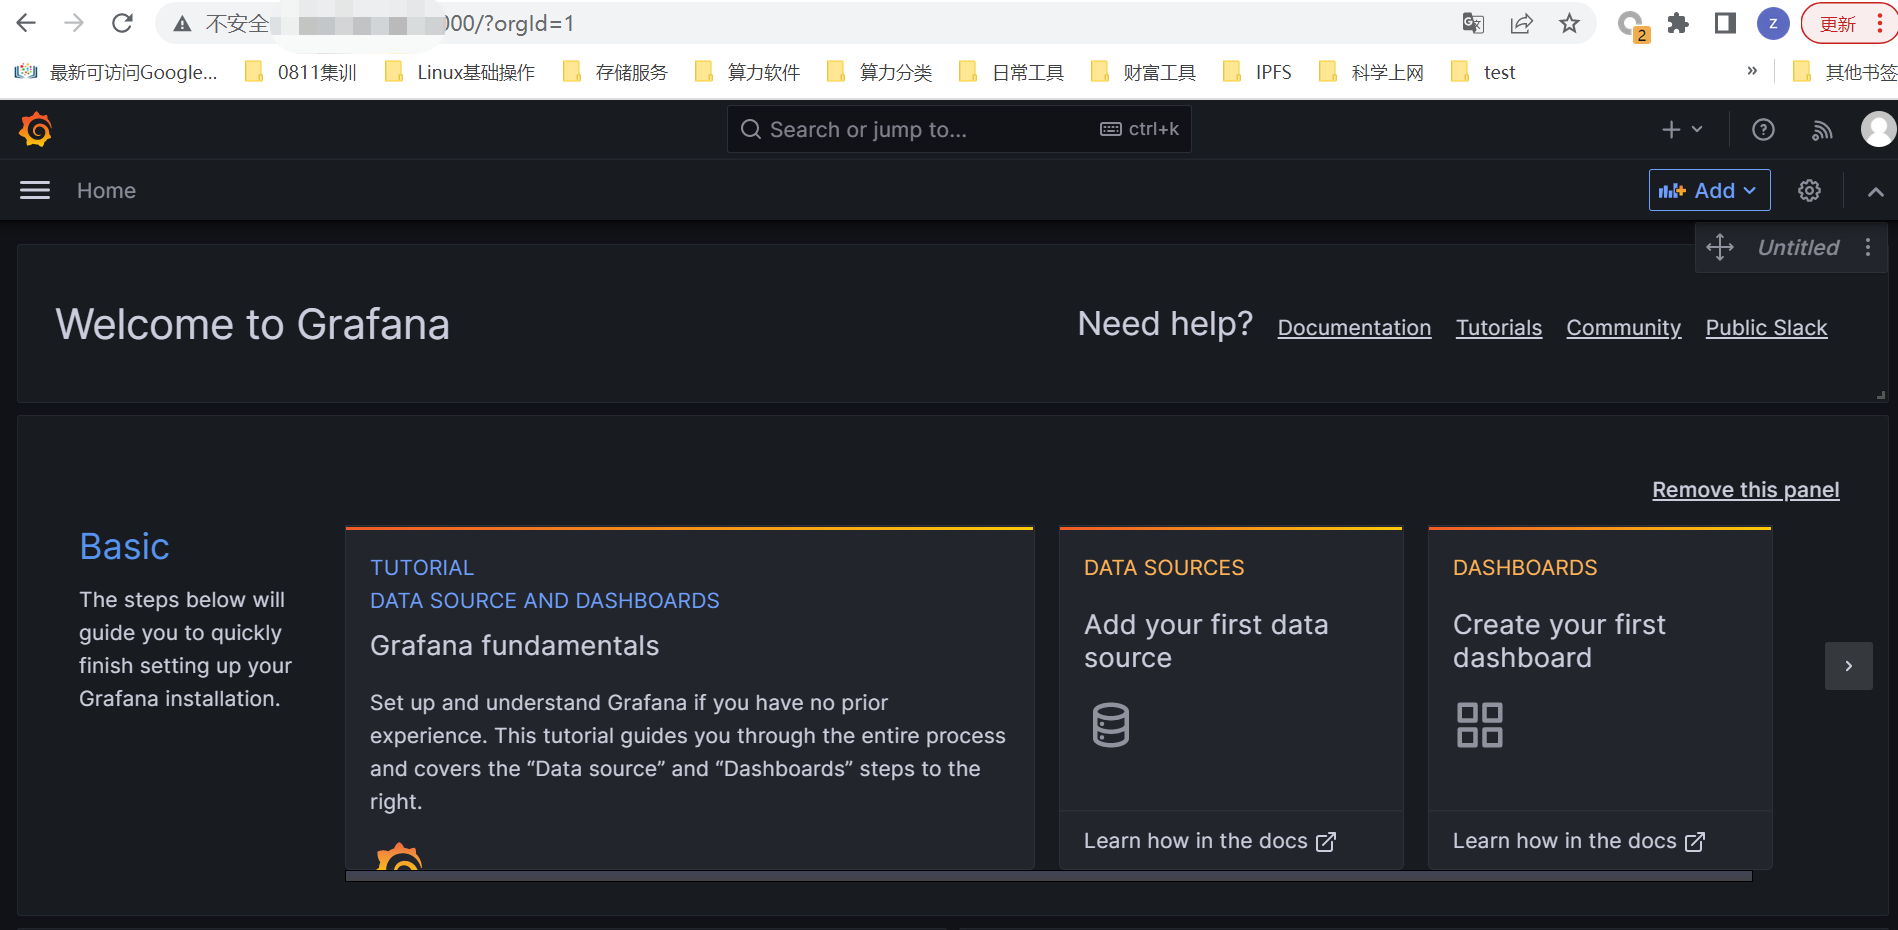 不安全 000/?orgId=1
2
z
更新
最新可访问Google...
0811集训
Linux基础操作
存储服务
算力软件
算力分类
日常工具
财富工具
IPFS
科学上网
test
»
其他书签
Search or jump to...
ctrl+k
Home
Add
Untitled
Welcome to Grafana
Need help?
Documentation
Tutorials
Community
Public Slack
Remove this panel
Basic
The steps below will
guide you to quickly
finish setting up your
Grafana installation.
TUTORIAL
DATA SOURCE AND DASHBOARDS
Grafana fundamentals
Set up and understand Grafana if you have no prior
experience. This tutorial guides you through the entire process
and covers the “Data source” and “Dashboards” steps to the
right.
DATA SOURCES
Add your first data
source
Learn how in the docs
DASHBOARDS
Create your first
dashboard
Learn how in the docs